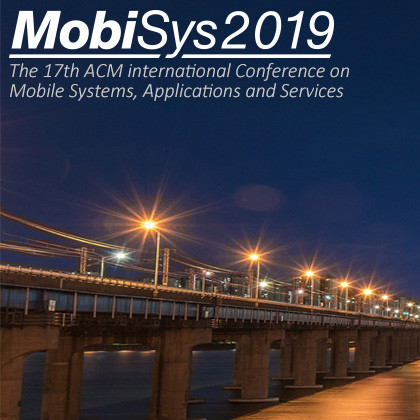 MobiSys2019
The 17th ACM international Conference on
Mobile Systems, Applications and Services